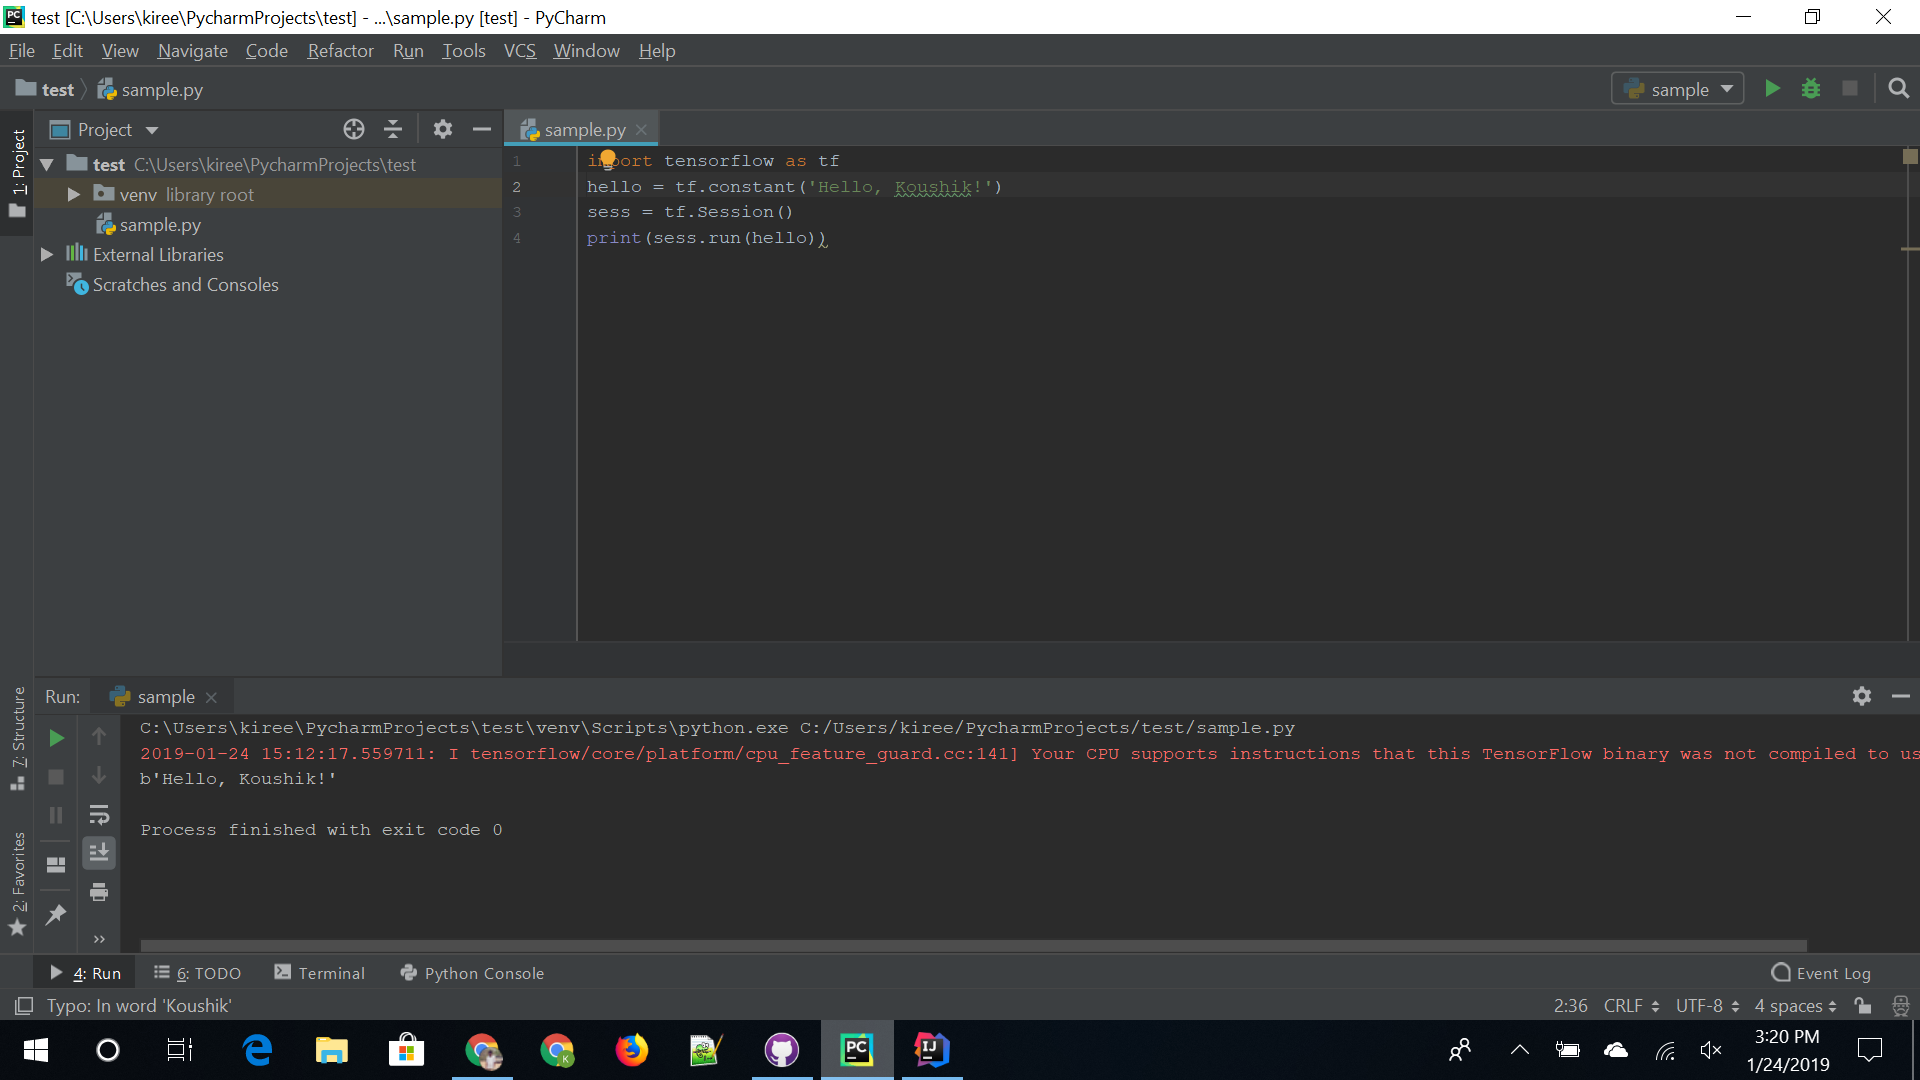 test [C:\Users\kiree\PycharmProjects\test] - ...\sample.py [test] - PyCharm
File Edit View Navigate Code Refactor Run Tools VCS Window Help
test sample.py
sample
1: Project
Project
sample.py
test C:\Users\kiree\PycharmProjects\test
venv library root
sample.py
External Libraries
Scratches and Consoles
1 import tensorflow as tf
2 hello = tf.constant('Hello, Koushik!')
3 sess = tf.Session()
4 print(sess.run(hello))
7: Structure
2: Favorites
Run: sample
C:\Users\kiree\PycharmProjects\test\venv\Scripts\python.exe C:/Users/kiree/PycharmProjects/test/sample.py
2019-01-24 15:12:17.559711: I tensorflow/core/platform/cpu_feature_guard.cc:141] Your CPU supports instructions that this TensorFlow binary was not compiled to us
b'Hello, Koushik!'
Process finished with exit code 0
4: Run 6: TODO Terminal Python Console Event Log
Typo: In word 'Koushik' 2:36 CRLF UTF-8 4 spaces
PC
IJ
K
3:20 PM
1/24/2019